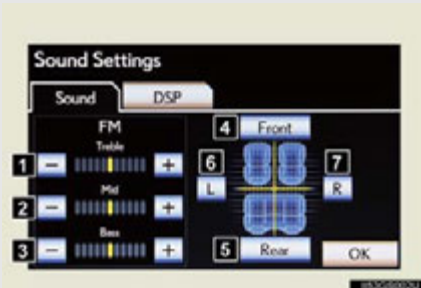 Sound Settings
Sound DSP
FM
Treble
1 − +
Mid
2 − +
Bass
3 − +
4 Front
6 7
L R
5 Rear
OK